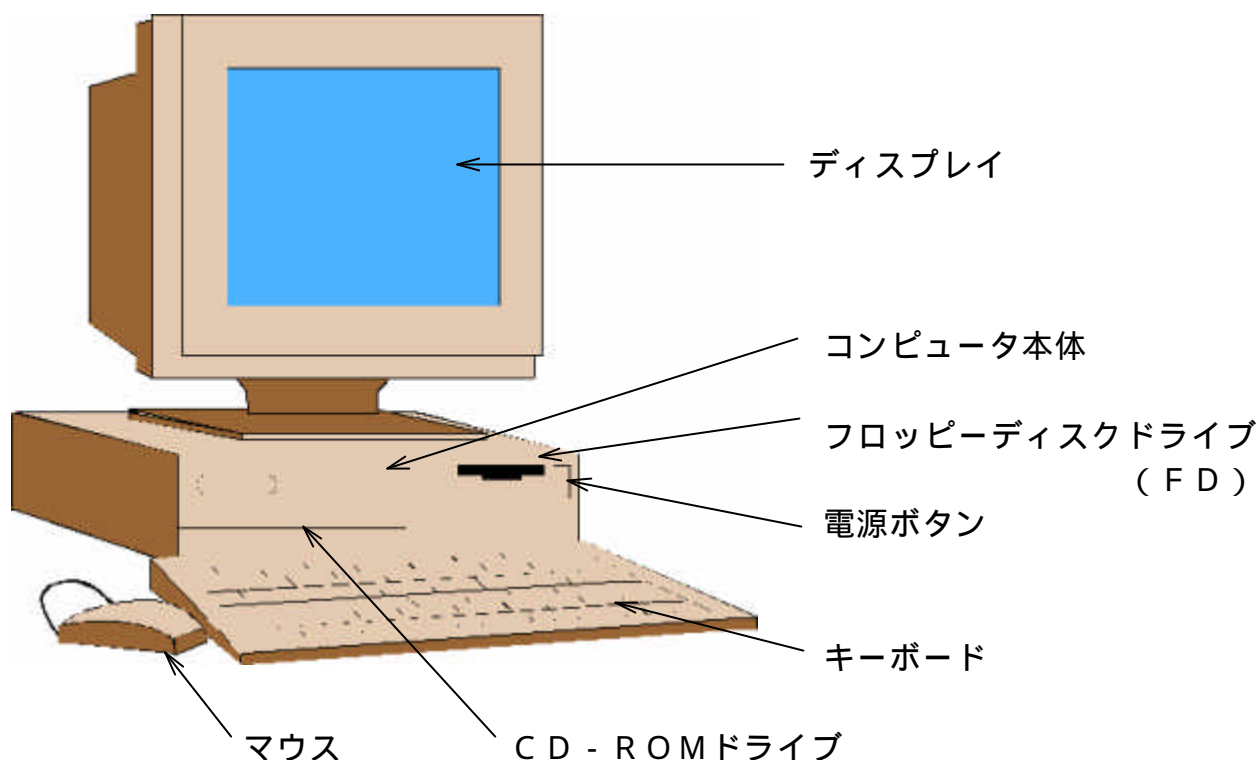 ディスプレイ
コンピュータ本体
フロッピーディスクドライブ
（ＦＤ）
電源ボタン
キーボード
マウス
ＣＤ‐ＲＯＭドライブ